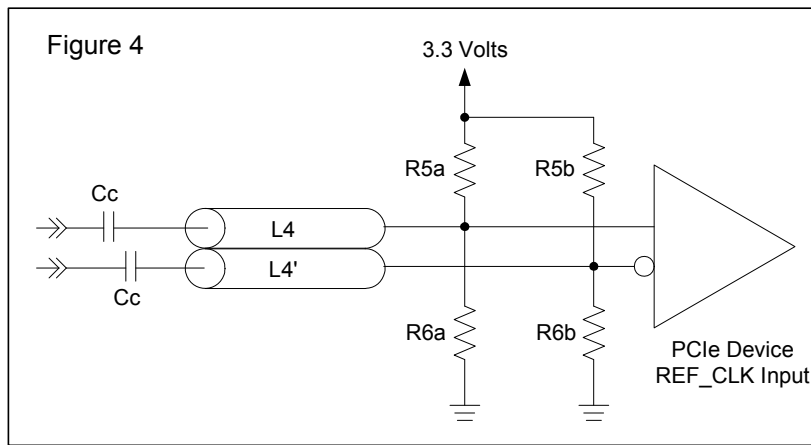 Figure 4
3.3 Volts
R5a
R5b
Cc
L4
L4'
Cc
R6a
R6b
PCIe Device
REF_CLK Input